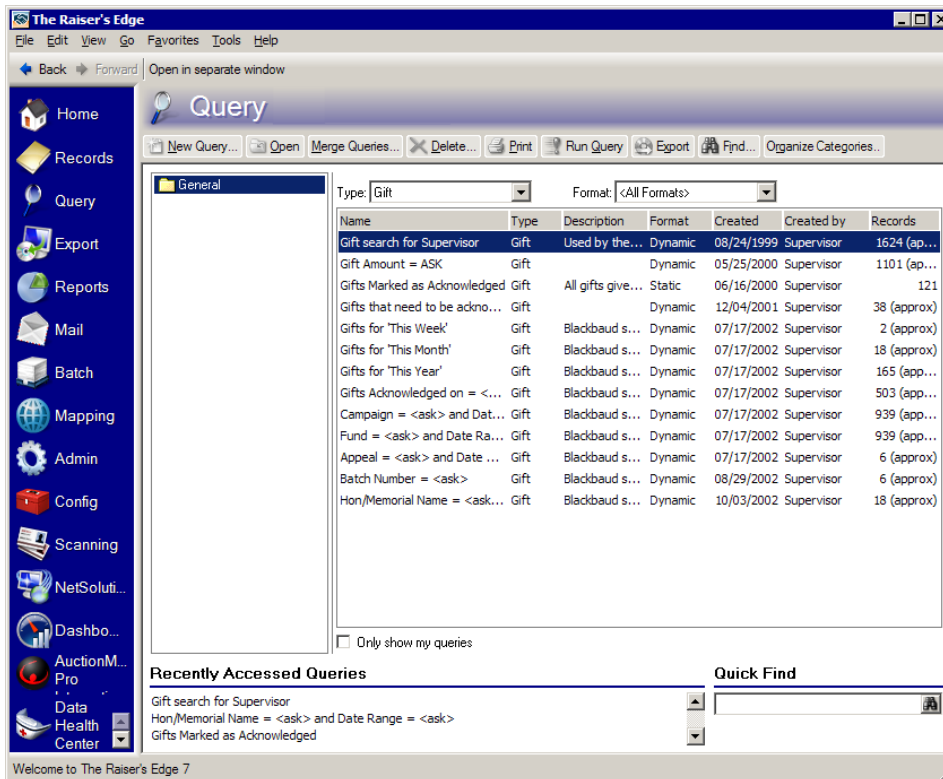 The Raiser's Edge
File Edit View Go Favorites Tools Help
Back Forward Open in separate window
Home
Records
Query
Export
Reports
Mail
Batch
Mapping
Admin
Config
Scanning
NetSoluti...
Dashbo...
AuctionM...
Pro
Data
Health
Center
Query
New Query... Open Merge Queries... Delete... Print Run Query Export Find... Organize Categories..
General
Type: Gift Format: <All Formats>
Name Type Description Format Created Created by Records
Gift search for Supervisor Gift Used by the... Dynamic 08/24/1999 Supervisor 1624 (ap...
Gift Amount = ASK Gift Dynamic 05/25/2000 Supervisor 1101 (ap...
Gifts Marked as Acknowledged Gift All gifts give... Static 06/16/2000 Supervisor 121
Gifts that need to be ackno... Gift Dynamic 12/04/2001 Supervisor 38 (approx)
Gifts for 'This Week' Gift Blackbaud s... Dynamic 07/17/2002 Supervisor 2 (approx)
Gifts for 'This Month' Gift Blackbaud s... Dynamic 07/17/2002 Supervisor 18 (approx)
Gifts for 'This Year' Gift Blackbaud s... Dynamic 07/17/2002 Supervisor 165 (app...
Gifts Acknowledged on = <... Gift Blackbaud s... Dynamic 07/17/2002 Supervisor 503 (app...
Campaign = <ask> and Dat... Gift Blackbaud s... Dynamic 07/17/2002 Supervisor 939 (app...
Fund = <ask> and Date Ra... Gift Blackbaud s... Dynamic 07/17/2002 Supervisor 939 (app...
Appeal = <ask> and Date ... Gift Blackbaud s... Dynamic 07/17/2002 Supervisor 6 (approx)
Batch Number = <ask> Gift Blackbaud s... Dynamic 08/29/2002 Supervisor 6 (approx)
Hon/Memorial Name = <ask... Gift Blackbaud s... Dynamic 10/03/2002 Supervisor 18 (approx)
Only show my queries
Recently Accessed Queries
Gift search for Supervisor
Hon/Memorial Name = <ask> and Date Range = <ask>
Gifts Marked as Acknowledged
Quick Find
Welcome to The Raiser's Edge 7